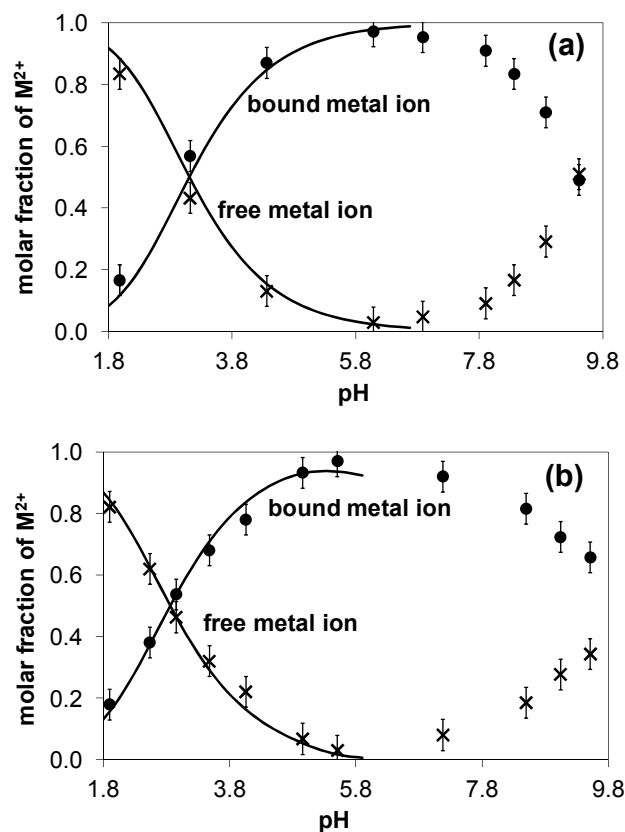 (a)
molar fraction of M²⁺
1.0
0.8
0.6
0.4
0.2
0.0
bound metal ion
free metal ion
1.8 3.8 5.8 7.8 9.8
pH
(b)
molar fraction of M²⁺
1.0
0.8
0.6
0.4
0.2
0.0
bound metal ion
free metal ion
1.8 3.8 5.8 7.8 9.8
pH